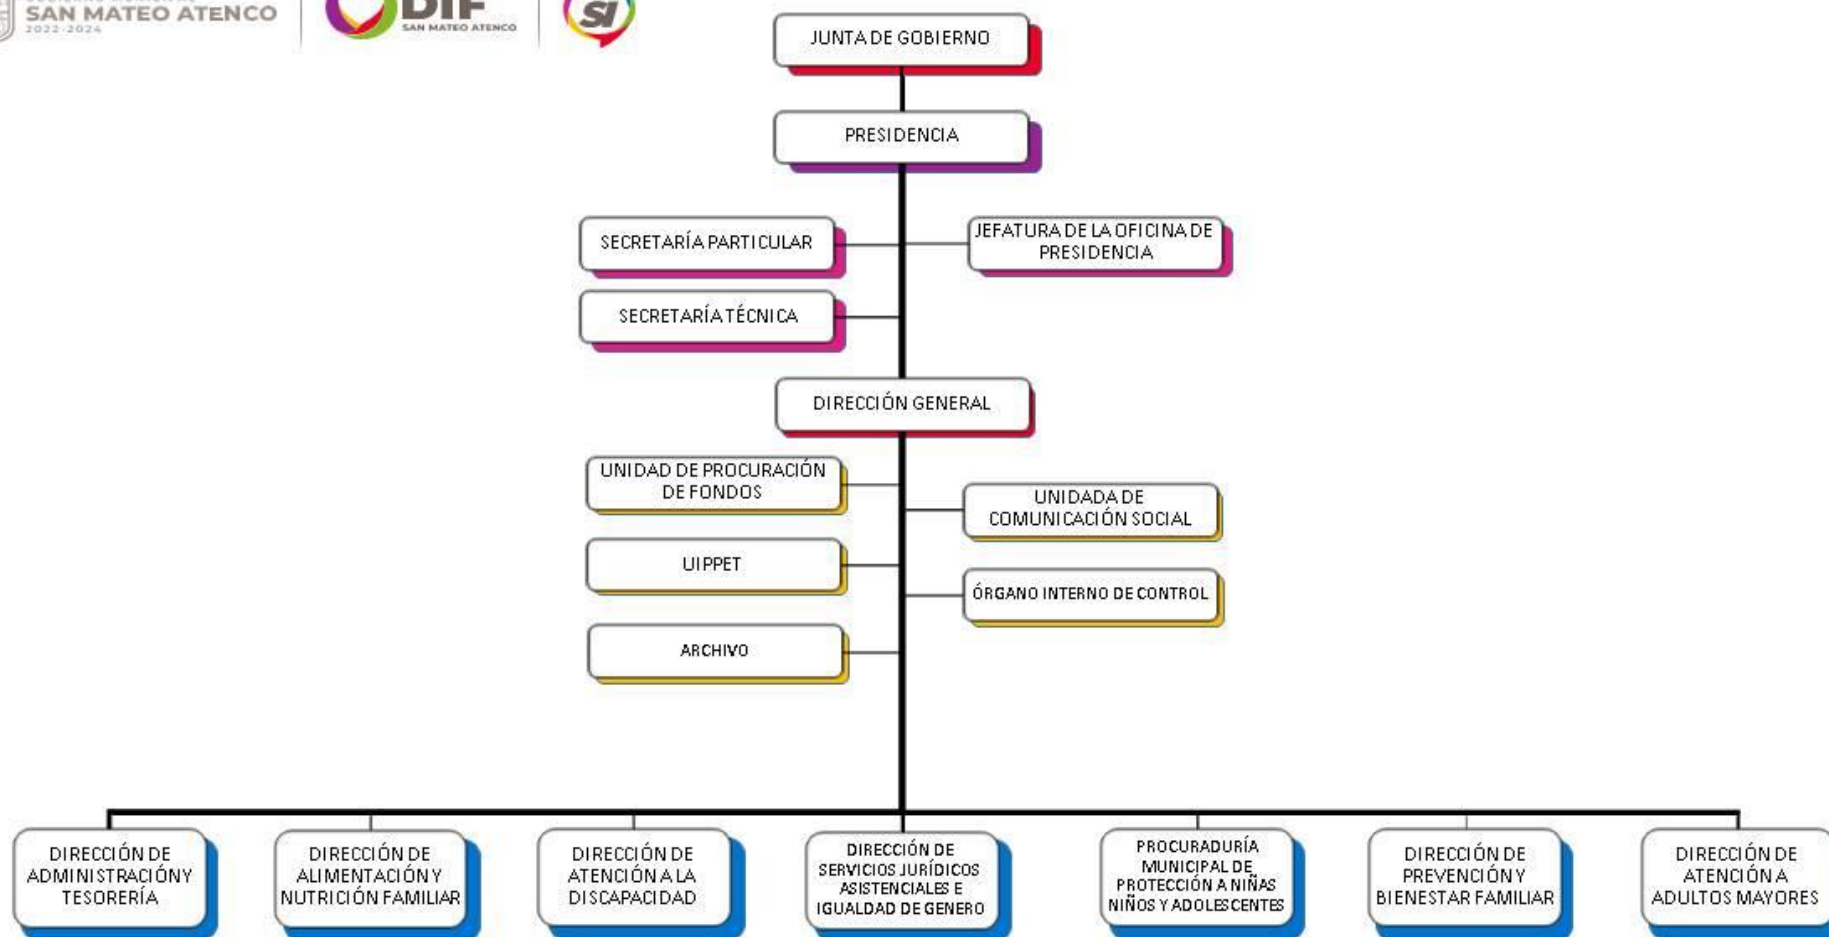 SAN MATEO ATENCO
2022-2024
DIF
SAN MATEO ATENCO
SI
JUNTA DE GOBIERNO
PRESIDENCIA
SECRETARÍA PARTICULAR
JEFATURA DE LA OFICINA DE
PRESIDENCIA
SECRETARÍA TÉCNICA
DIRECCIÓN GENERAL
UNIDAD DE PROCURACIÓN
DE FONDOS
UNIDADA DE
COMUNICACIÓN SOCIAL
UIPPET
ÓRGANO INTERNO DE CONTROL
ARCHIVO
DIRECCIÓN DE
ADMINISTRACIÓN Y
TESORERÍA
DIRECCIÓN DE
ALIMENTACIÓN Y
NUTRICIÓN FAMILIAR
DIRECCIÓN DE
ATENCIÓN A LA
DISCAPACIDAD
DIRECCIÓN DE
SERVICIOS JURÍDICOS
ASISTENCIALES E
IGUALDAD DE GENERO
PROCURADURÍA
MUNICIPAL DE
PROTECCIÓN A NIÑAS
NIÑOS Y ADOLESCENTES
DIRECCIÓN DE
PREVENCIÓN Y
BIENESTAR FAMILIAR
DIRECCIÓN DE
ATENCIÓN A
ADULTOS MAYORES